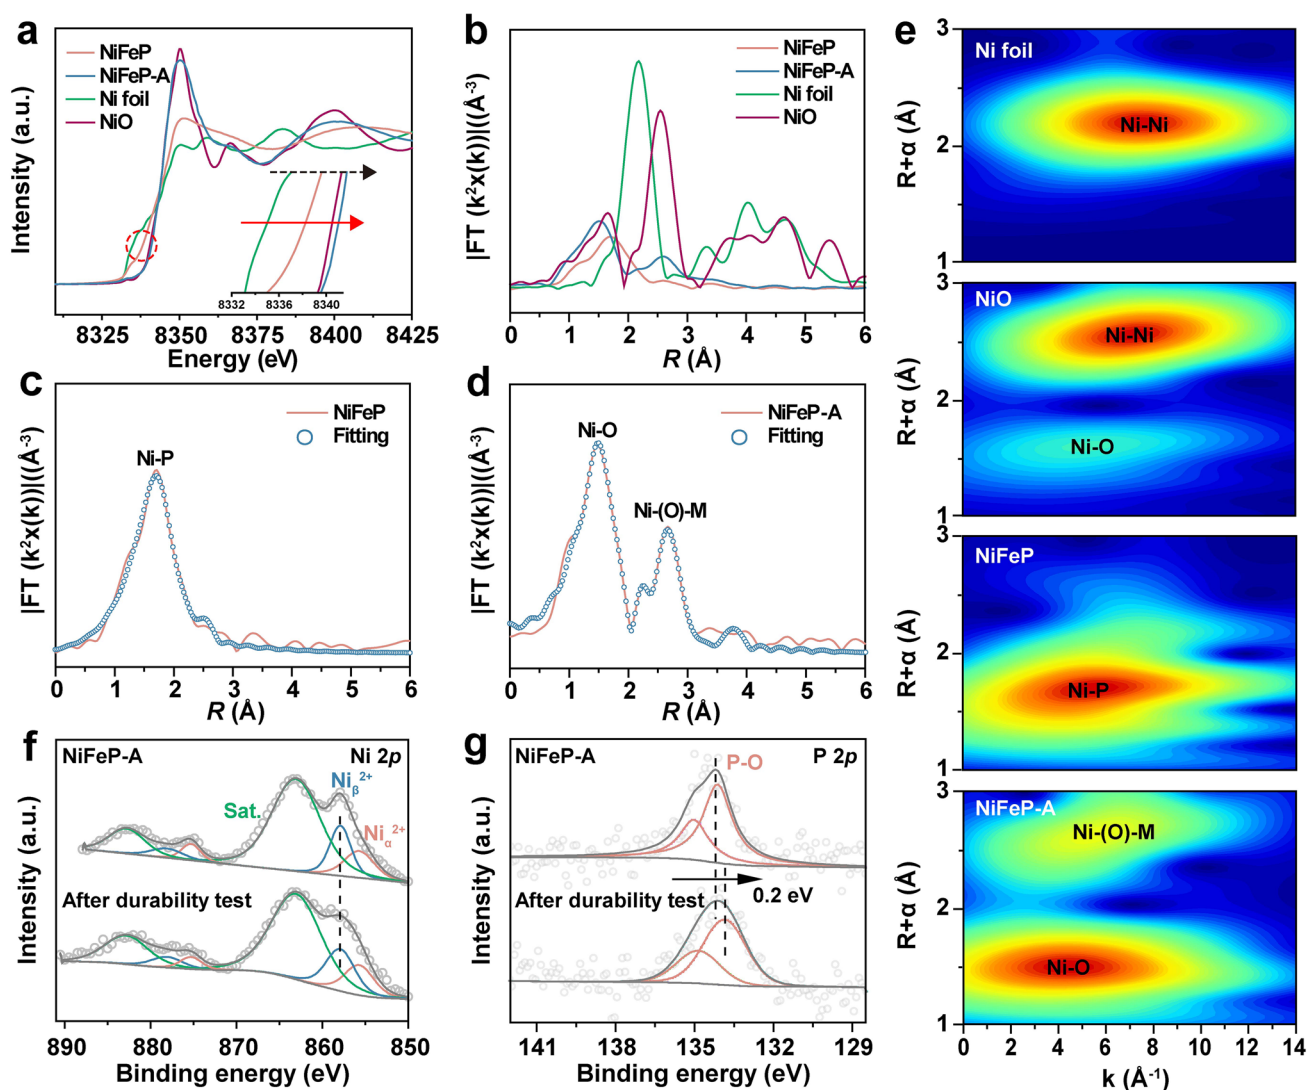 a
NiFeP
NiFeP-A
Ni foil
NiO
Intensity (a.u.)
8332 8336 8340
8325 8350 8375 8400 8425
Energy (eV)
b
NiFeP
NiFeP-A
Ni foil
NiO
|FT (k²x(k))|((Å⁻³)
0 1 2 3 4 5 6
R (Å)
c
NiFeP
Fitting
Ni-P
|FT (k²x(k))|((Å⁻³)
0 1 2 3 4 5 6
R (Å)
d
NiFeP-A
Fitting
Ni-O
Ni-(O)-M
|FT (k²x(k))|((Å⁻³)
0 1 2 3 4 5 6
R (Å)
e
Ni foil
Ni-Ni
3
2
1
R+α (Å)
NiO
Ni-Ni
Ni-O
3
2
1
R+α (Å)
NiFeP
Ni-P
3
2
1
R+α (Å)
NiFeP-A
Ni-(O)-M
Ni-O
3
2
1
R+α (Å)
0 2 4 6 8 10 12 14
k (Å⁻¹)
f
NiFeP-A
Ni 2p
Sat.
Niβ²⁺
Niα²⁺
After durability test
Intensity (a.u.)
890 880 870 860 850
Binding energy (eV)
g
NiFeP-A
P 2p
P-O
0.2 eV
After durability test
Intensity (a.u.)
141 138 135 132 129
Binding energy (eV)